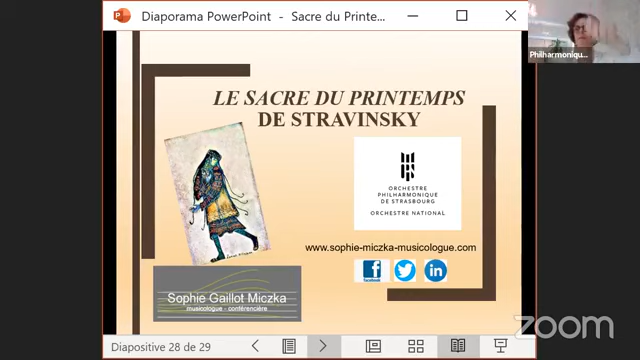 Diaporama PowerPoint - Sacre du Printe...
Philharmoniqu...
LE SACRE DU PRINTEMPS
DE STRAVINSKY
ORCHESTRE
PHILHARMONIQUE
DE STRASBOURG
ORCHESTRE NATIONAL
www.sophie-miczka-musicologue.com
facebook
Sophie Gaillot Miczka
musicologue - conférencière
Diapositive 28 de 29
zoom